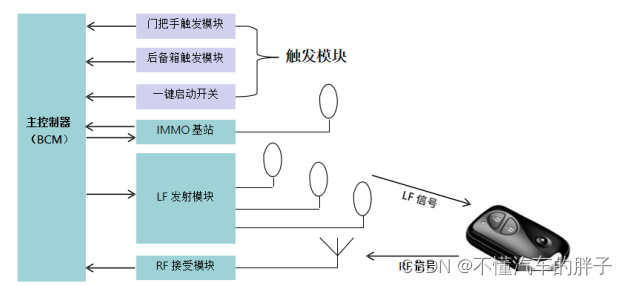 门把手触发模块
后备箱触发模块
触发模块
一键启动开关
主控制器
（BCM）
IMMO 基站
LF 发射模块
LF 信号
RF 接受模块
RF 信号
CSDN @不懂汽车的胖子